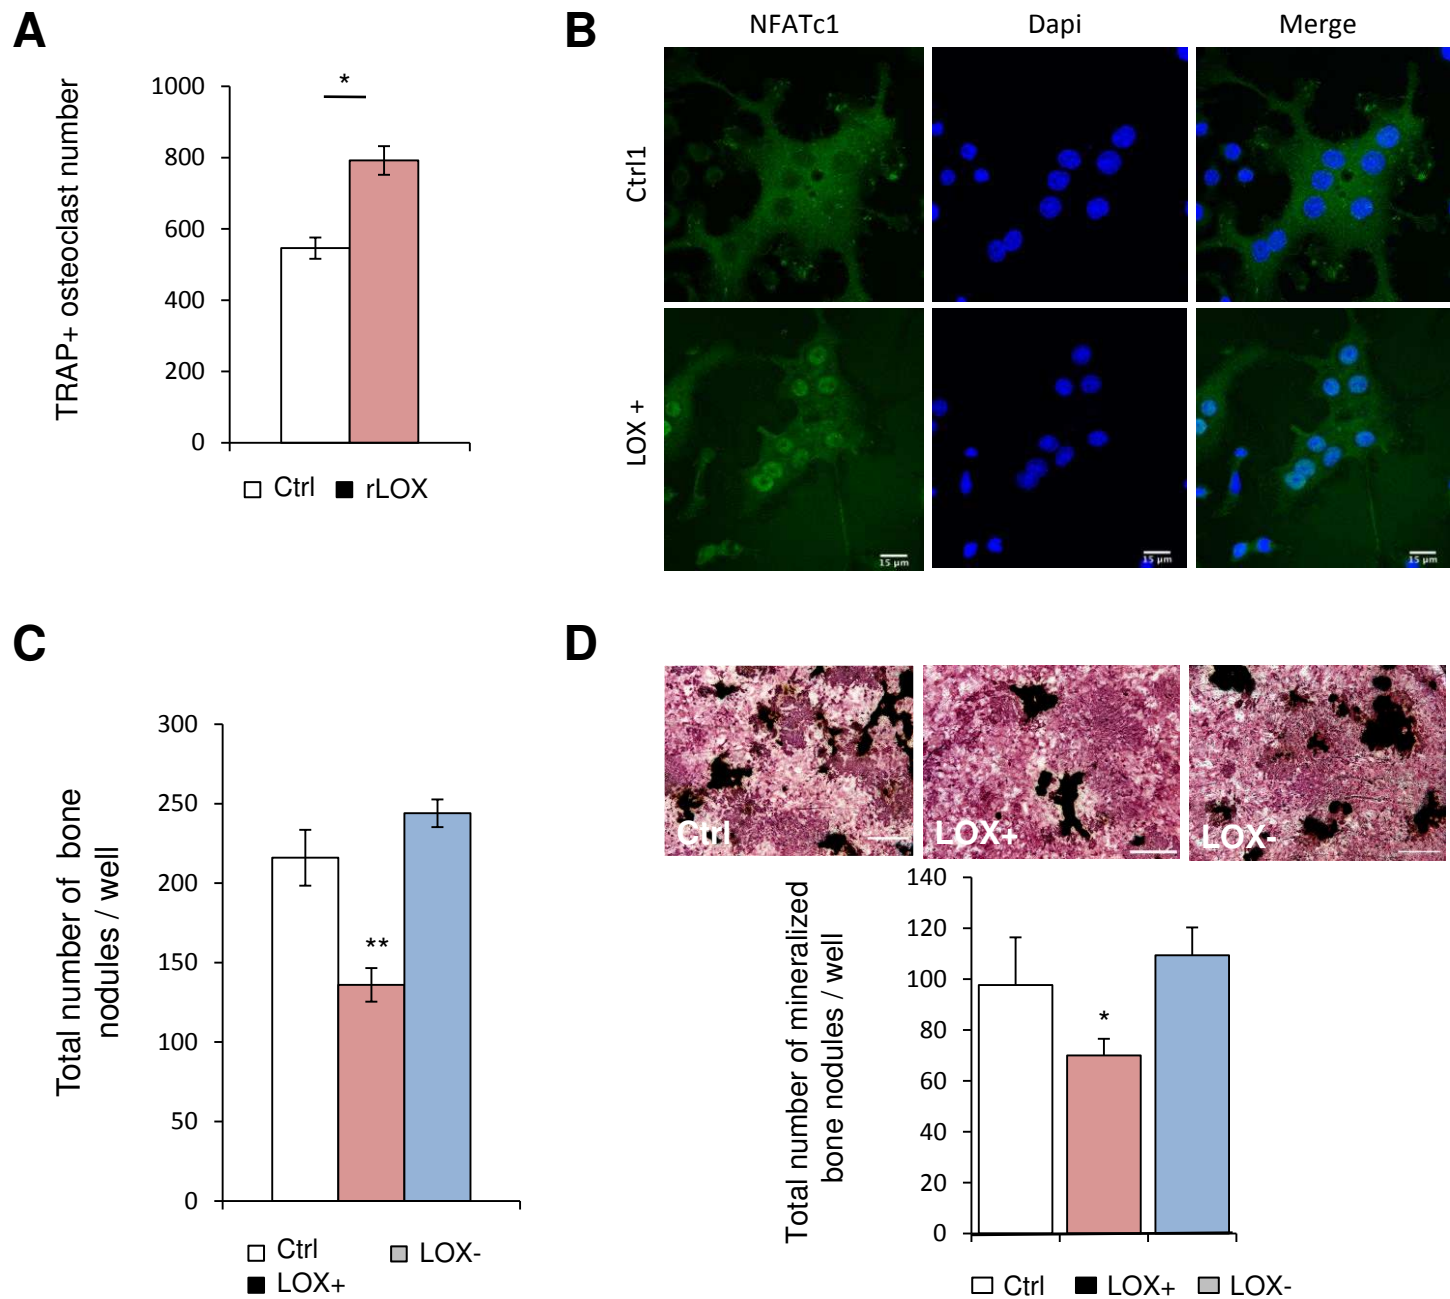 A
TRAP+ osteoclast number
1000
800
600
400
200
0
*
Ctrl
rLOX
B
NFATc1
Dapi
Merge
Ctrl1
LOX +
15 µm
15 µm
15 µm
C
Total number of bone
nodules / well
300
250
200
150
100
50
0
**
Ctrl
LOX-
LOX+
D
Ctrl
LOX+
LOX-
Total number of mineralized
bone nodules / well
140
120
100
80
60
40
20
0
*
Ctrl
LOX+
LOX-